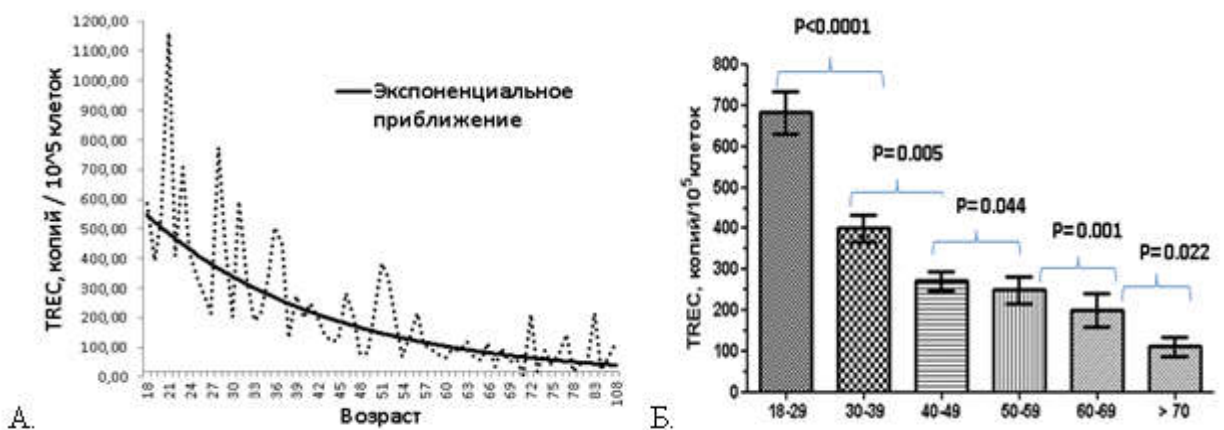 1200,00
1100,00
1000,00
900,00
800,00
700,00
600,00
500,00
400,00
300,00
200,00
100,00
0,00
TREC, копий / 10^5 клеток
Экспоненциальное
приближение
18 21 24 27 30 33 36 39 42 45 48 51 54 57 60 63 66 69 72 75 78 83 108
Возраст
А.
P<0.0001
P=0.005
P=0.044
P=0.001
P=0.022
800
700
600
500
400
300
200
100
0
TREC, копий/10⁵клеток
18-29 30-39 40-49 50-59 60-69 > 70
Б.